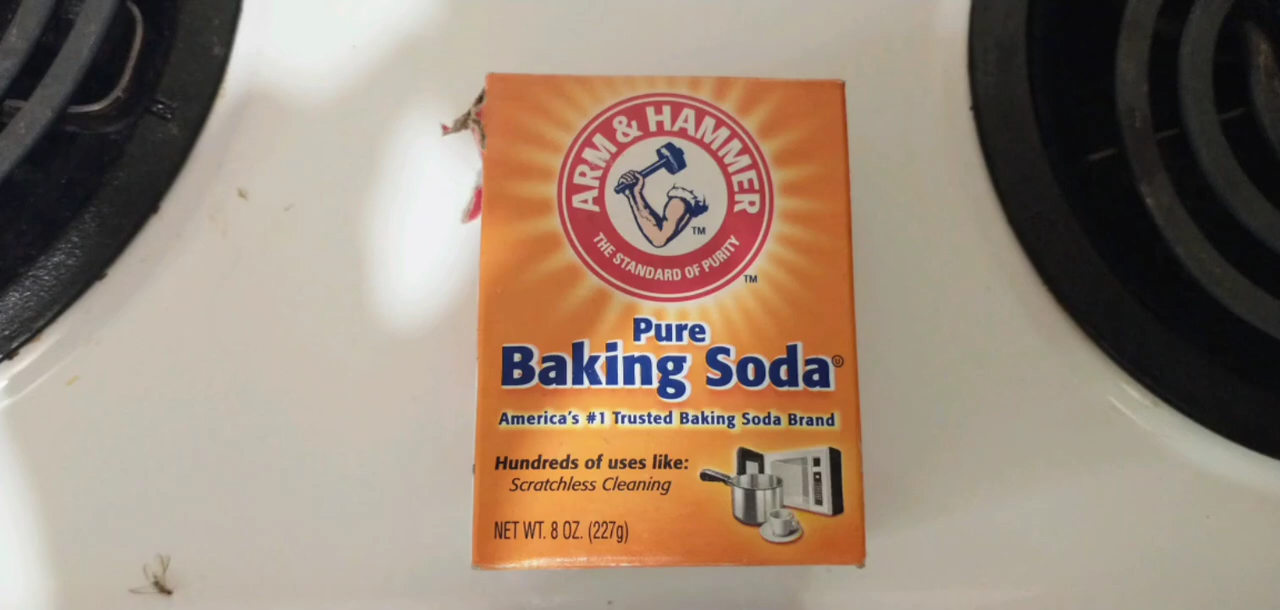 ARM & HAMMER
TM
THE STANDARD OF PURITY
TM
Pure
Baking Soda®
America's #1 Trusted Baking Soda Brand
Hundreds of uses like:
Scratchless Cleaning
NET WT. 8 OZ. (227g)